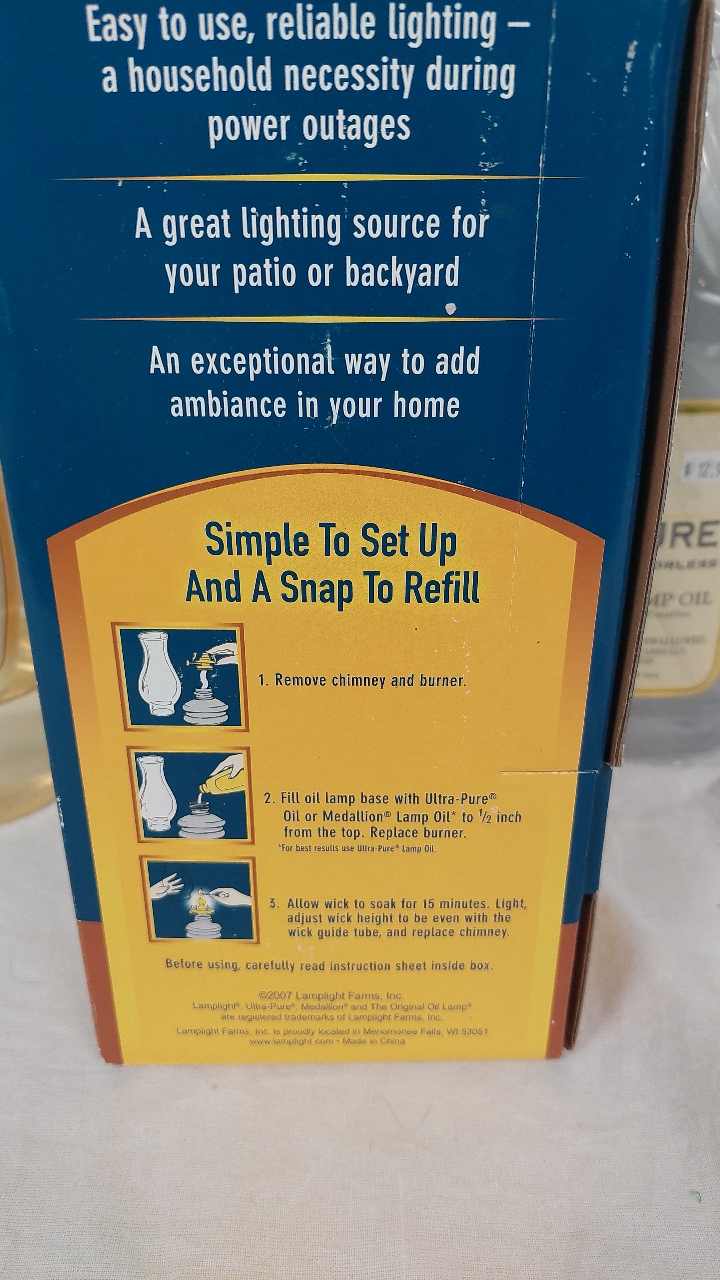 Easy to use, reliable lighting –
a household necessity during
power outages
A great lighting source for
your patio or backyard
An exceptional way to add
ambiance in your home
Simple To Set Up
And A Snap To Refill
1. Remove chimney and burner.
2. Fill oil lamp base with Ultra-Pure®
Oil or Medallion® Lamp Oil* to 1/2 inch
from the top. Replace burner.
*For best results use Ultra-Pure® Lamp Oil.
3. Allow wick to soak for 15 minutes. Light,
adjust wick height to be even with the
wick guide tube, and replace chimney.
Before using, carefully read instruction sheet inside box.
©2007 Lamplight Farms, Inc.
Lamplight®, Ultra-Pure®, Medallion® and The Original Oil Lamp®
are registered trademarks of Lamplight Farms, Inc.
Lamplight Farms, Inc. is proudly located in Menomonee Falls, WI 53051
www.lamplight.com • Made in China
OIL